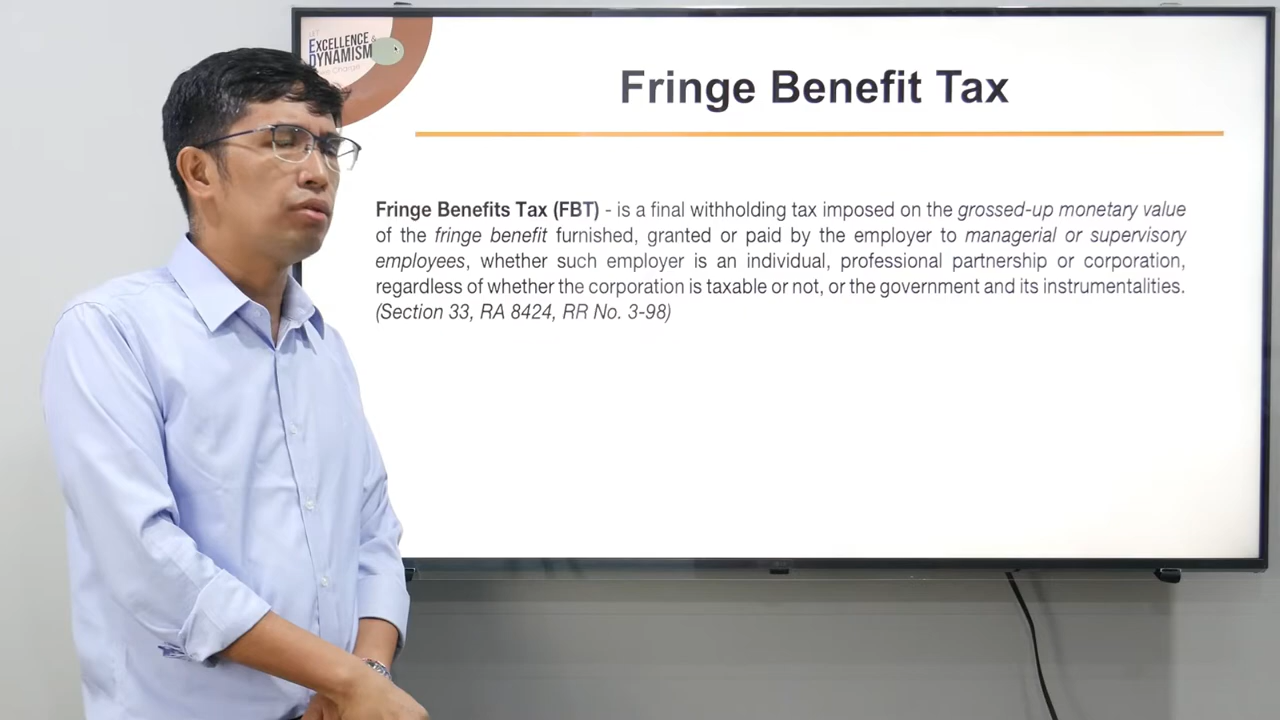 LET
EXCELLENCE &
DYNAMISM
Charge
Fringe Benefit Tax
Fringe Benefits Tax (FBT) - is a final withholding tax imposed on the grossed-up monetary value
of the fringe benefit furnished, granted or paid by the employer to managerial or supervisory
employees, whether such employer is an individual, professional partnership or corporation,
regardless of whether the corporation is taxable or not, or the government and its instrumentalities.
(Section 33, RA 8424, RR No. 3-98)